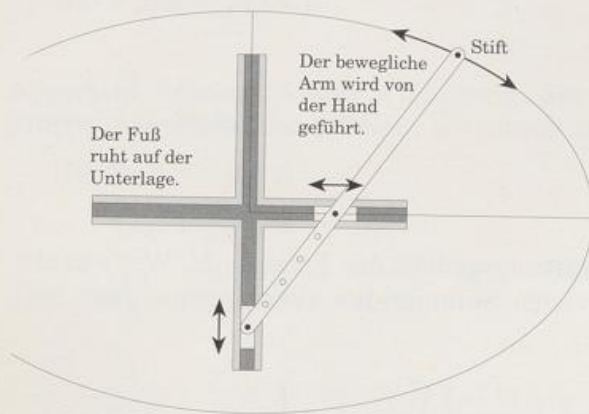 Stift
Der bewegliche
Arm wird von
der Hand
geführt.
Der Fuß
ruht auf der
Unterlage.